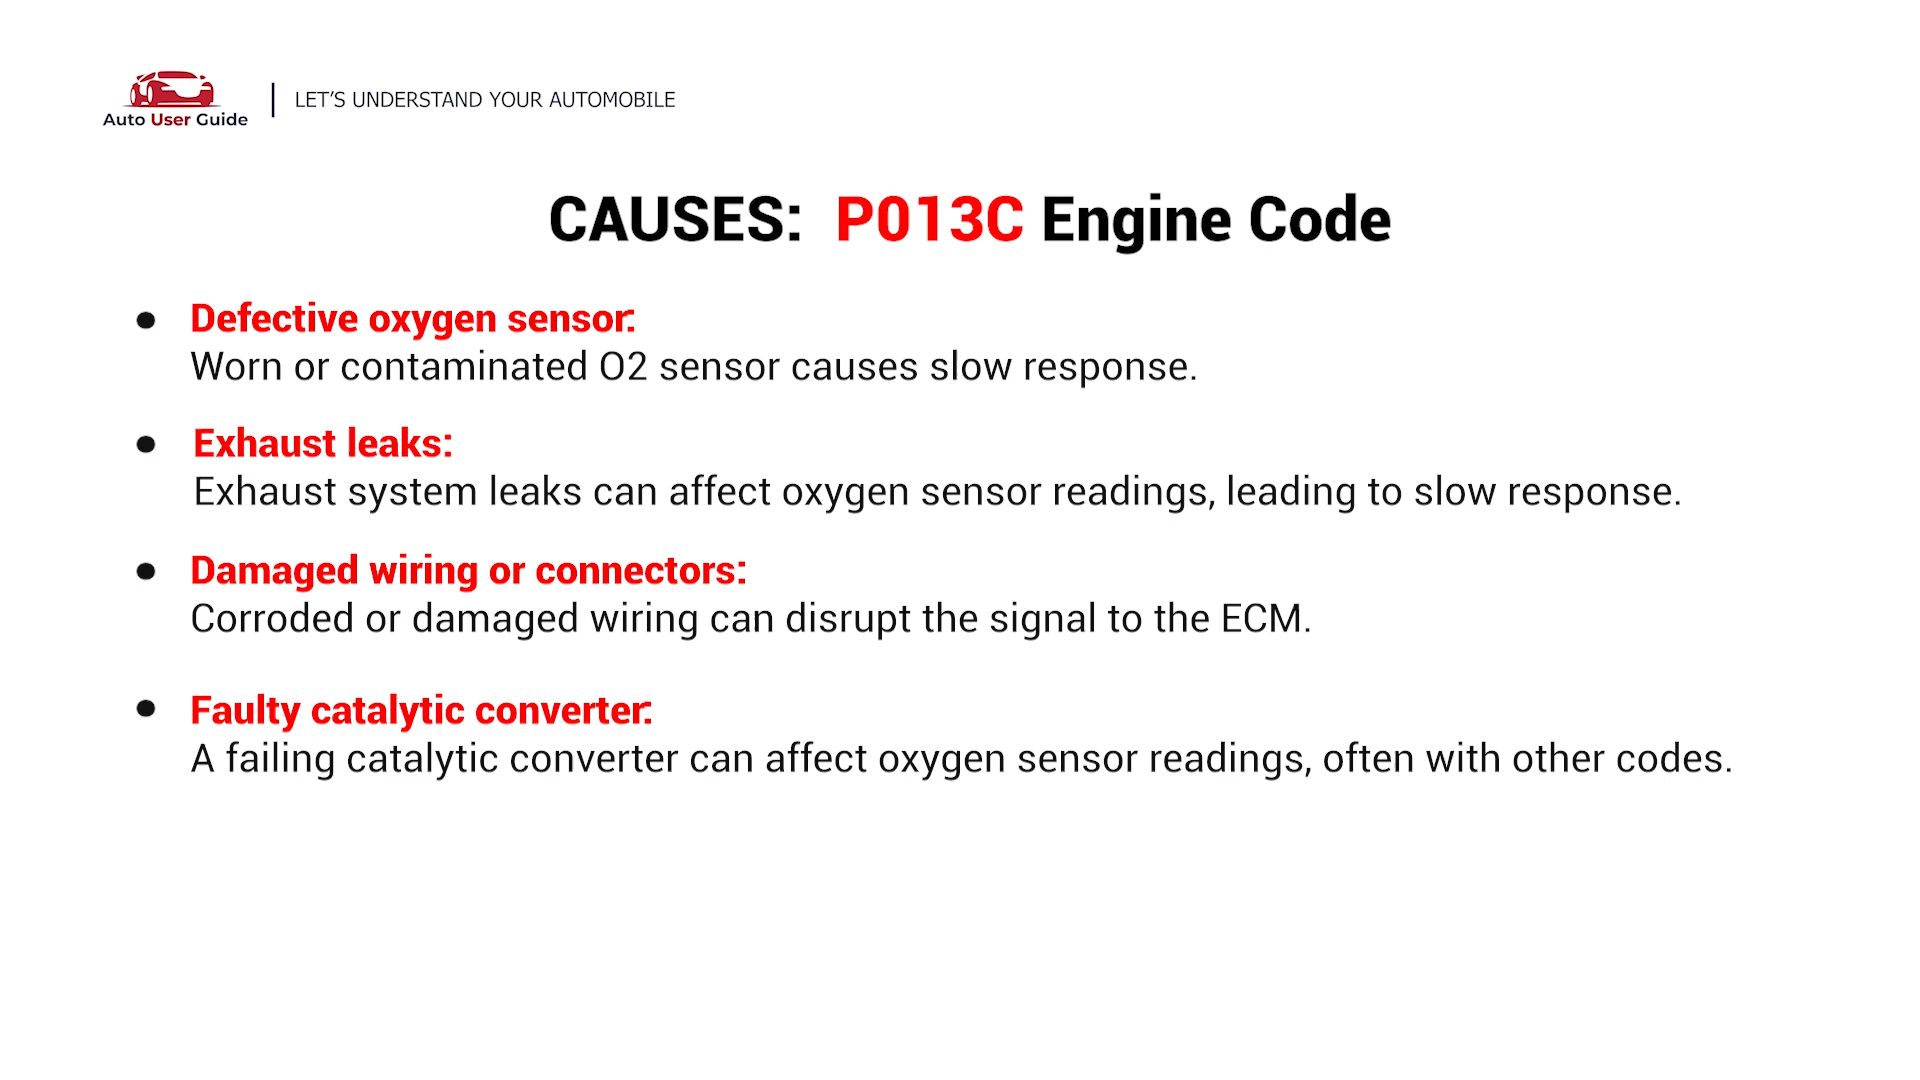 Auto User Guide
LET'S UNDERSTAND YOUR AUTOMOBILE
CAUSES: P013C Engine Code
● Defective oxygen sensor:
Worn or contaminated O2 sensor causes slow response.
● Exhaust leaks:
Exhaust system leaks can affect oxygen sensor readings, leading to slow response.
● Damaged wiring or connectors:
Corroded or damaged wiring can disrupt the signal to the ECM.
● Faulty catalytic converter:
A failing catalytic converter can affect oxygen sensor readings, often with other codes.